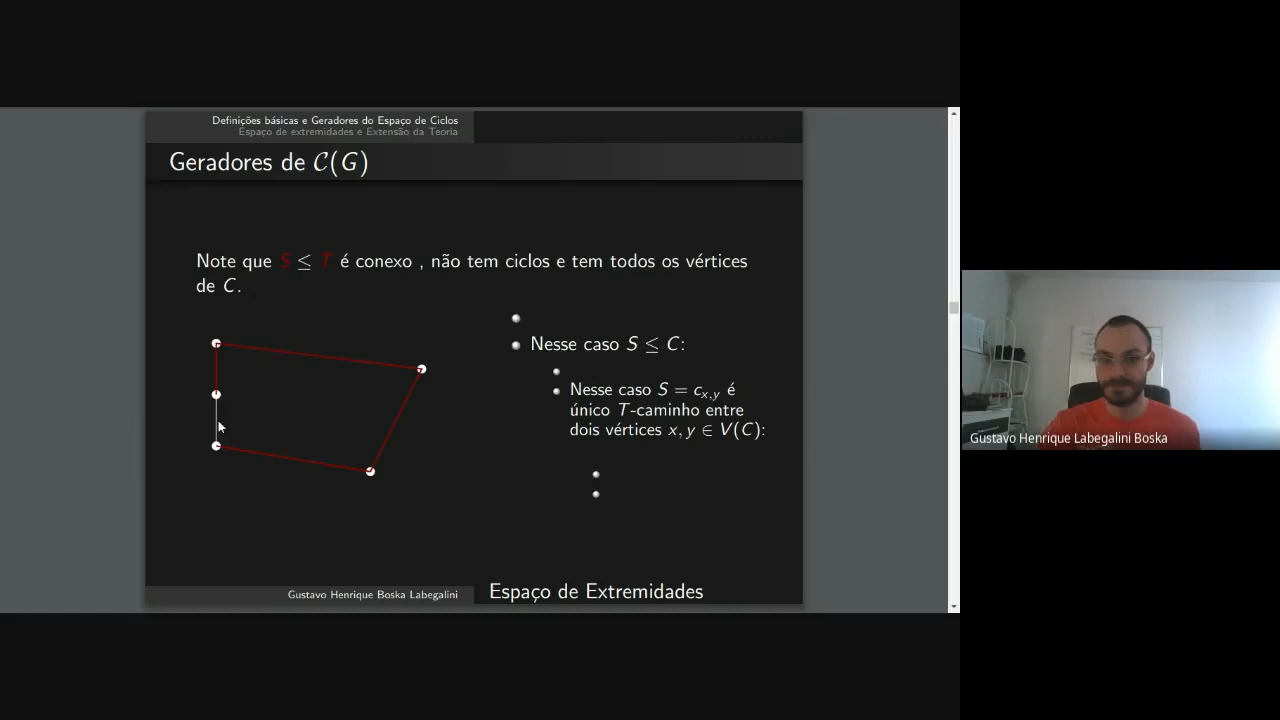 Definições básicas e Geradores do Espaço de Ciclos
Espaço de extremidades e Extensão da Teoria
Geradores de 𝒞(G)
Note que S ≤ T é conexo , não tem ciclos e tem todos os vértices
de C.
Nesse caso S ≤ C:
Nesse caso S = c_{x,y} é
único T-caminho entre
dois vértices x, y ∈ V(C):
Gustavo Henrique Boska Labegalini
Espaço de Extremidades
Gustavo Henrique Labegalini Boska